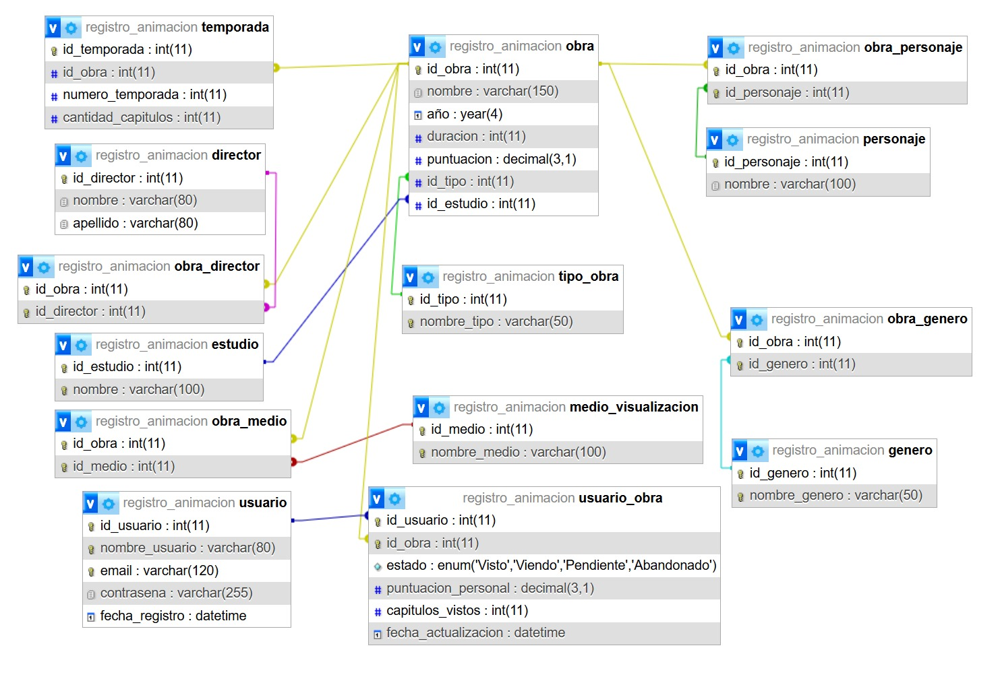 V registro_animacion temporada
id_temporada : int(11)
# id_obra : int(11)
# numero_temporada : int(11)
# cantidad_capitulos : int(11)
V registro_animacion director
id_director : int(11)
nombre : varchar(80)
apellido : varchar(80)
V registro_animacion obra_director
id_obra : int(11)
id_director : int(11)
V registro_animacion estudio
id_estudio : int(11)
nombre : varchar(100)
V registro_animacion obra_medio
id_obra : int(11)
id_medio : int(11)
V registro_animacion usuario
id_usuario : int(11)
nombre_usuario : varchar(80)
email : varchar(120)
contrasena : varchar(255)
fecha_registro : datetime
V registro_animacion obra
id_obra : int(11)
nombre : varchar(150)
año : year(4)
# duracion : int(11)
# puntuacion : decimal(3,1)
# id_tipo : int(11)
# id_estudio : int(11)
V registro_animacion tipo_obra
id_tipo : int(11)
nombre_tipo : varchar(50)
V registro_animacion medio_visualizacion
id_medio : int(11)
nombre_medio : varchar(100)
V registro_animacion usuario_obra
id_usuario : int(11)
id_obra : int(11)
estado : enum('Visto','Viendo','Pendiente','Abandonado')
# puntuacion_personal : decimal(3,1)
# capitulos_vistos : int(11)
fecha_actualizacion : datetime
V registro_animacion obra_personaje
id_obra : int(11)
id_personaje : int(11)
V registro_animacion personaje
id_personaje : int(11)
nombre : varchar(100)
V registro_animacion obra_genero
id_obra : int(11)
id_genero : int(11)
V registro_animacion genero
id_genero : int(11)
nombre_genero : varchar(50)